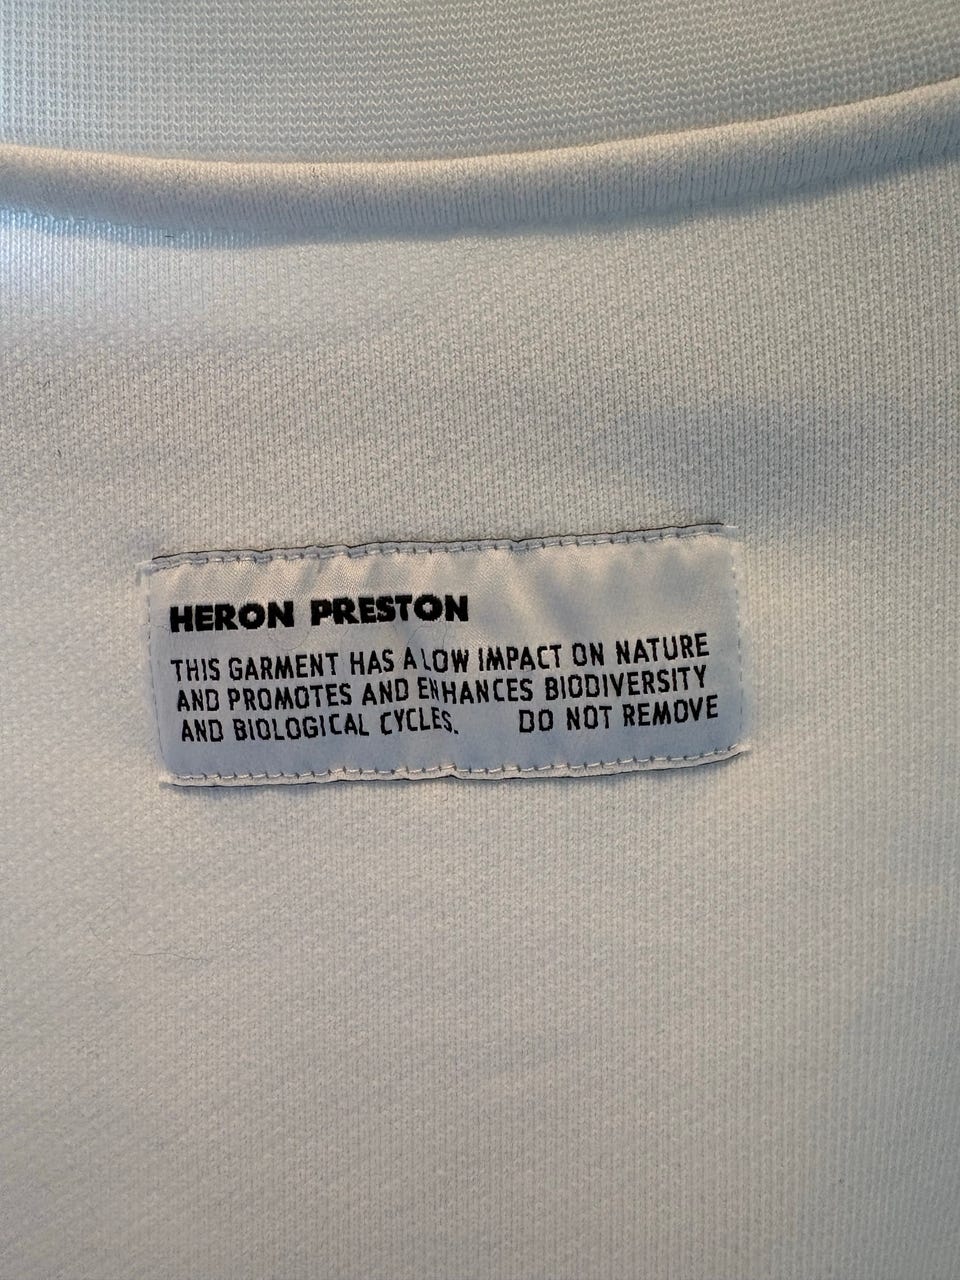 HERON PRESTON
THIS GARMENT HAS A LOW IMPACT ON NATURE
AND PROMOTES AND ENHANCES BIODIVERSITY
AND BIOLOGICAL CYCLES. DO NOT REMOVE